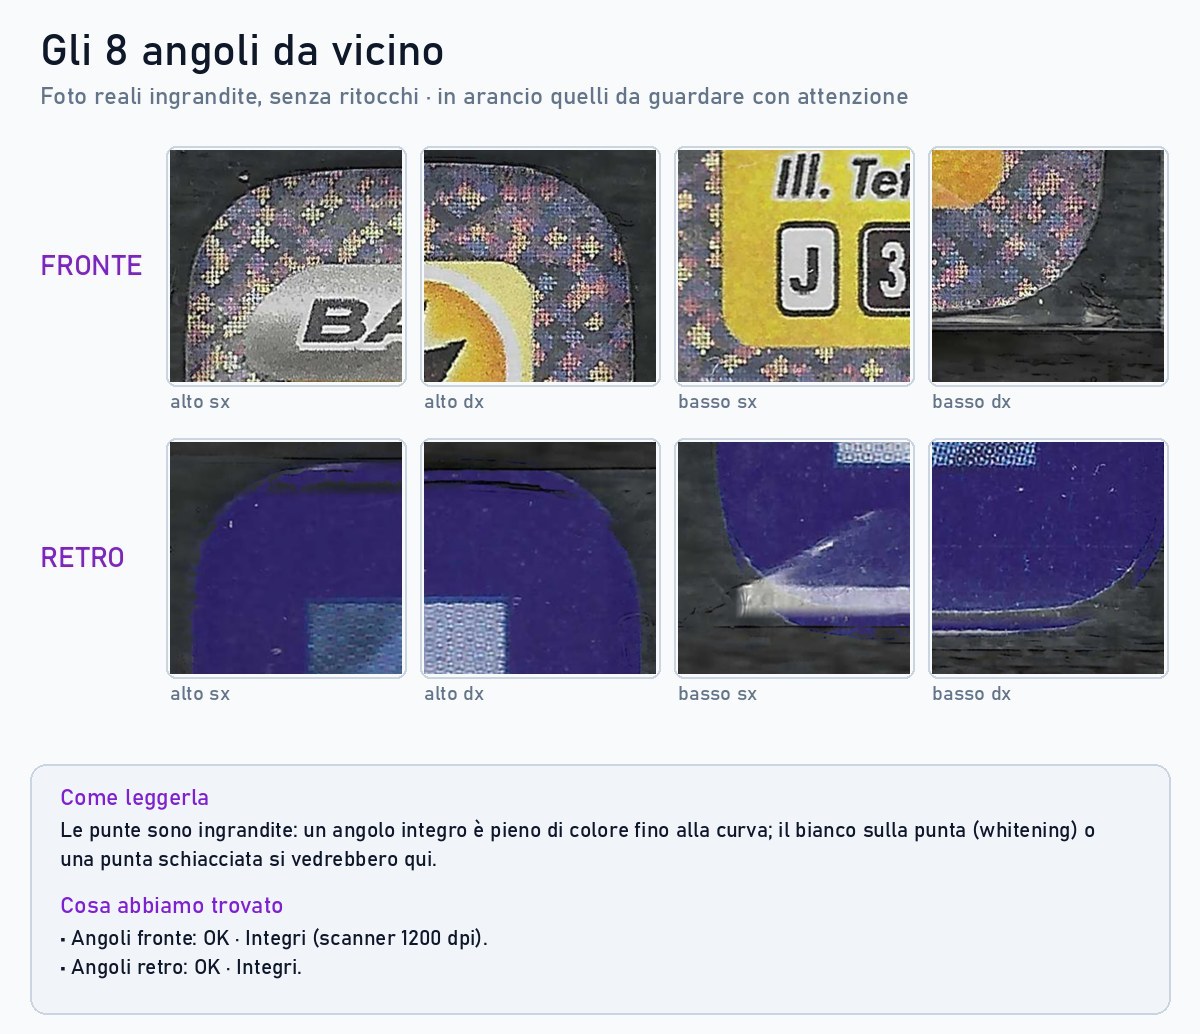 Gli 8 angoli da vicino
Foto reali ingrandite, senza ritocchi · in arancio quelli da guardare con attenzione
FRONTE
BA
Ill. Tet
J 3
alto sx
alto dx
basso sx
basso dx
RETRO
alto sx
alto dx
basso sx
basso dx
Come leggerla
Le punte sono ingrandite: un angolo integro è pieno di colore fino alla curva; il bianco sulla punta (whitening) o
una punta schiacciata si vedrebbero qui.
Cosa abbiamo trovato
▪ Angoli fronte: OK · Integri (scanner 1200 dpi).
▪ Angoli retro: OK · Integri.